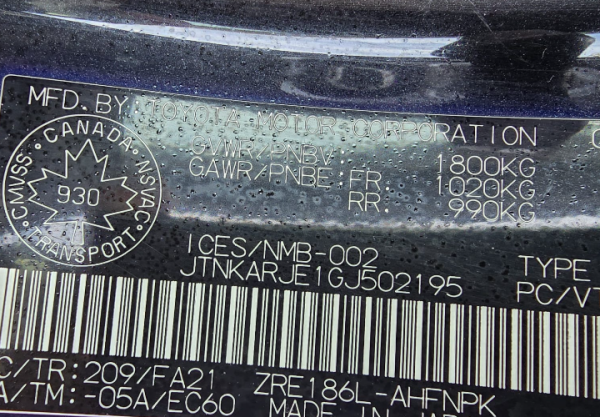 MFD. BY TOYOTA MOTOR CORPORATION
GVWR/PNBV: 1800KG
GAWR/PNBE: FR: 1020KG
RR: 990KG
CANADA
CMVSS · NSVAC
930
TRANSPORT
ICES/NMB-002
JTNKARJE1GJ502195
TYPE
PC/VT
C/TR: 209/FA21 ZRE186L-AHFNPK
A/TM: -05A/EC60 MADE IN